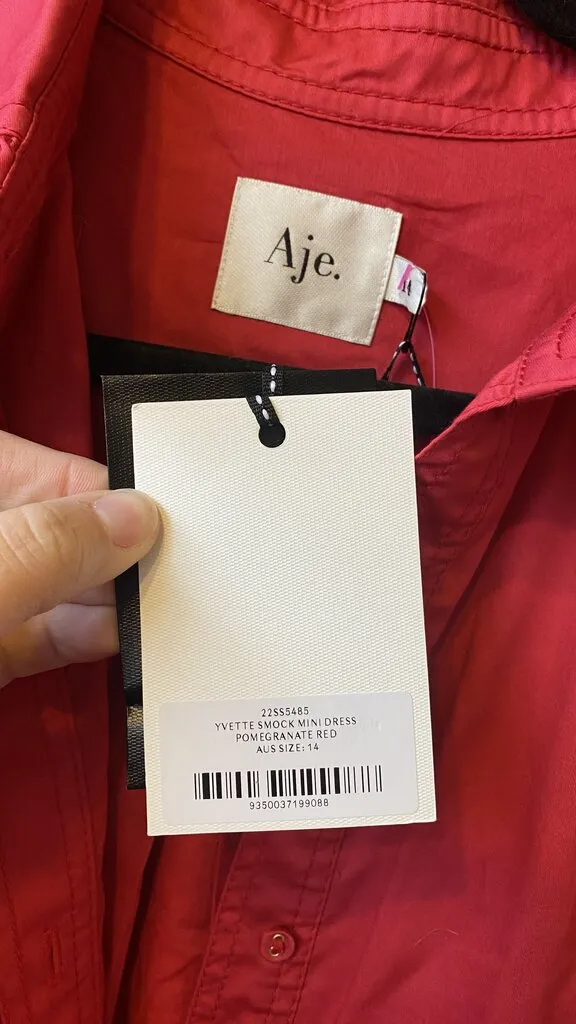 Aje.
22SS5485
YVETTE SMOCK MINI DRESS
POMEGRANATE RED
AUS SIZE: 14
9350037199088